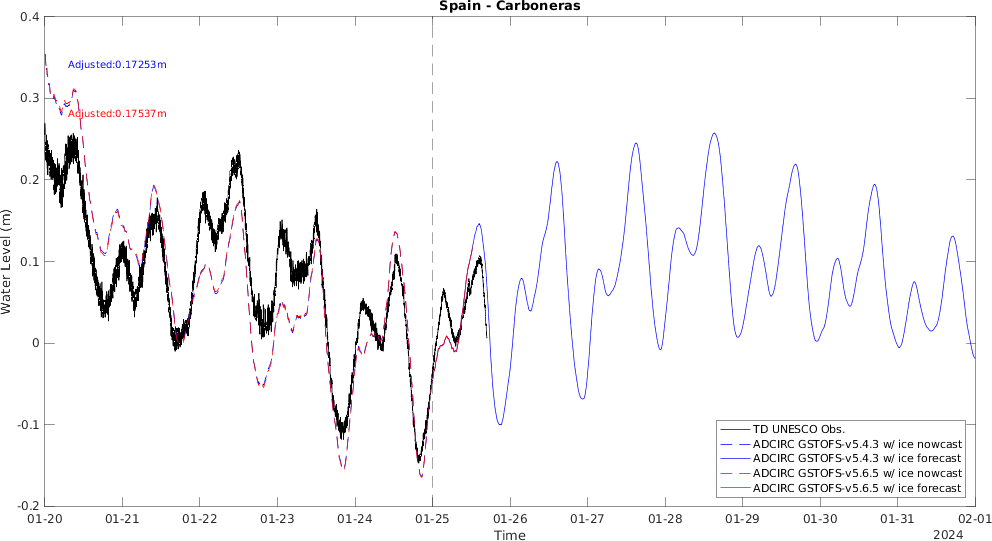 Spain - Carboneras
0.4
Adjusted:0.17253m
0.3
Adjusted:0.17537m
0.2
0.1
0
-0.1
-0.2
Water Level (m)
TD UNESCO Obs.
ADCIRC GSTOFS-v5.4.3 w/ ice nowcast
ADCIRC GSTOFS-v5.4.3 w/ ice forecast
ADCIRC GSTOFS-v5.6.5 w/ ice nowcast
ADCIRC GSTOFS-v5.6.5 w/ ice forecast
01-20 01-21 01-22 01-23 01-24 01-25 01-26 01-27 01-28 01-29 01-30 01-31 02-01
Time
2024